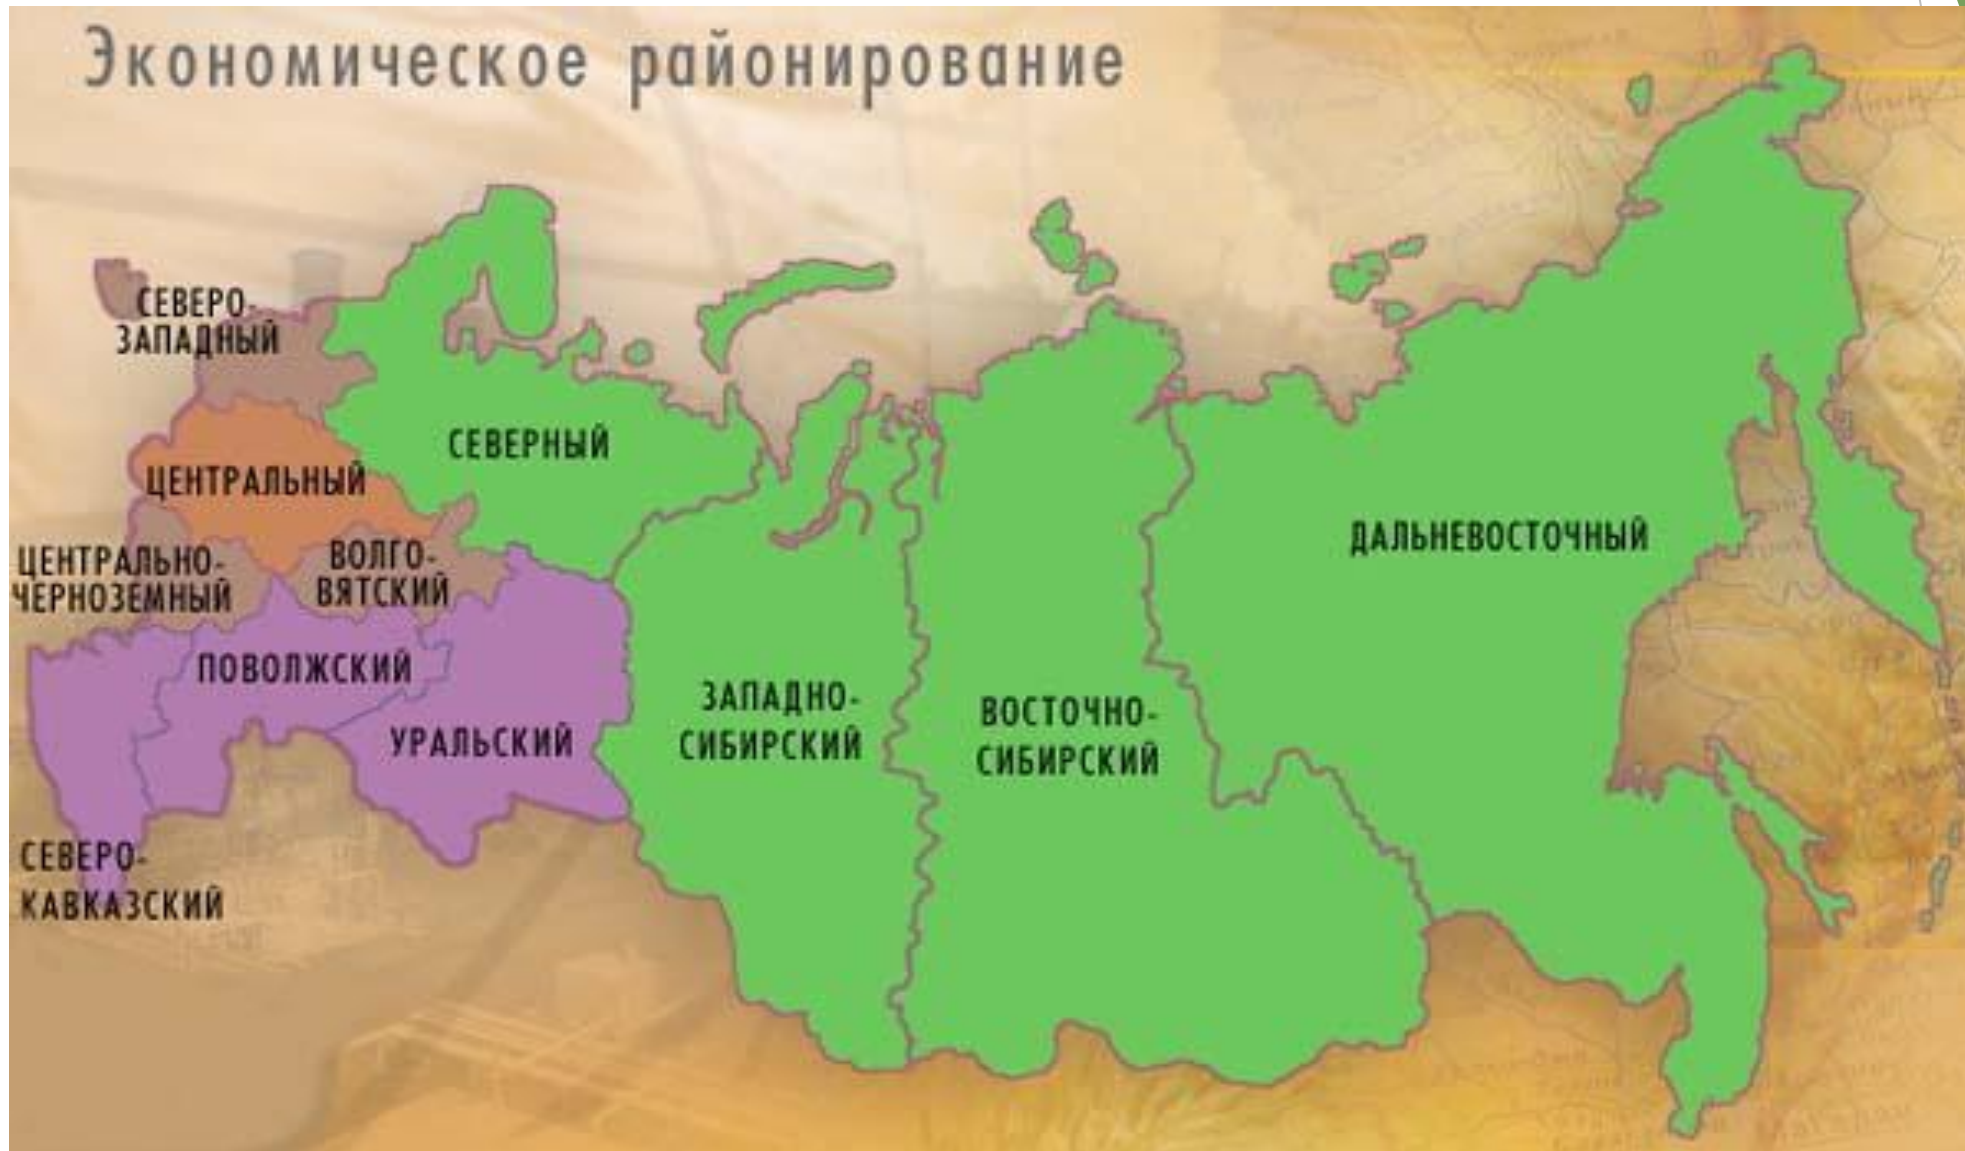 Экономическое районирование
СЕВЕРО-
ЗАПАДНЫЙ
СЕВЕРНЫЙ
ЦЕНТРАЛЬНЫЙ
ДАЛЬНЕВОСТОЧНЫЙ
ЦЕНТРАЛЬНО-
ЧЕРНОЗЕМНЫЙ
ВОЛГО-
ВЯТСКИЙ
ПОВОЛЖСКИЙ
УРАЛЬСКИЙ
ЗАПАДНО-
СИБИРСКИЙ
ВОСТОЧНО-
СИБИРСКИЙ
СЕВЕРО-
КАВКАЗСКИЙ